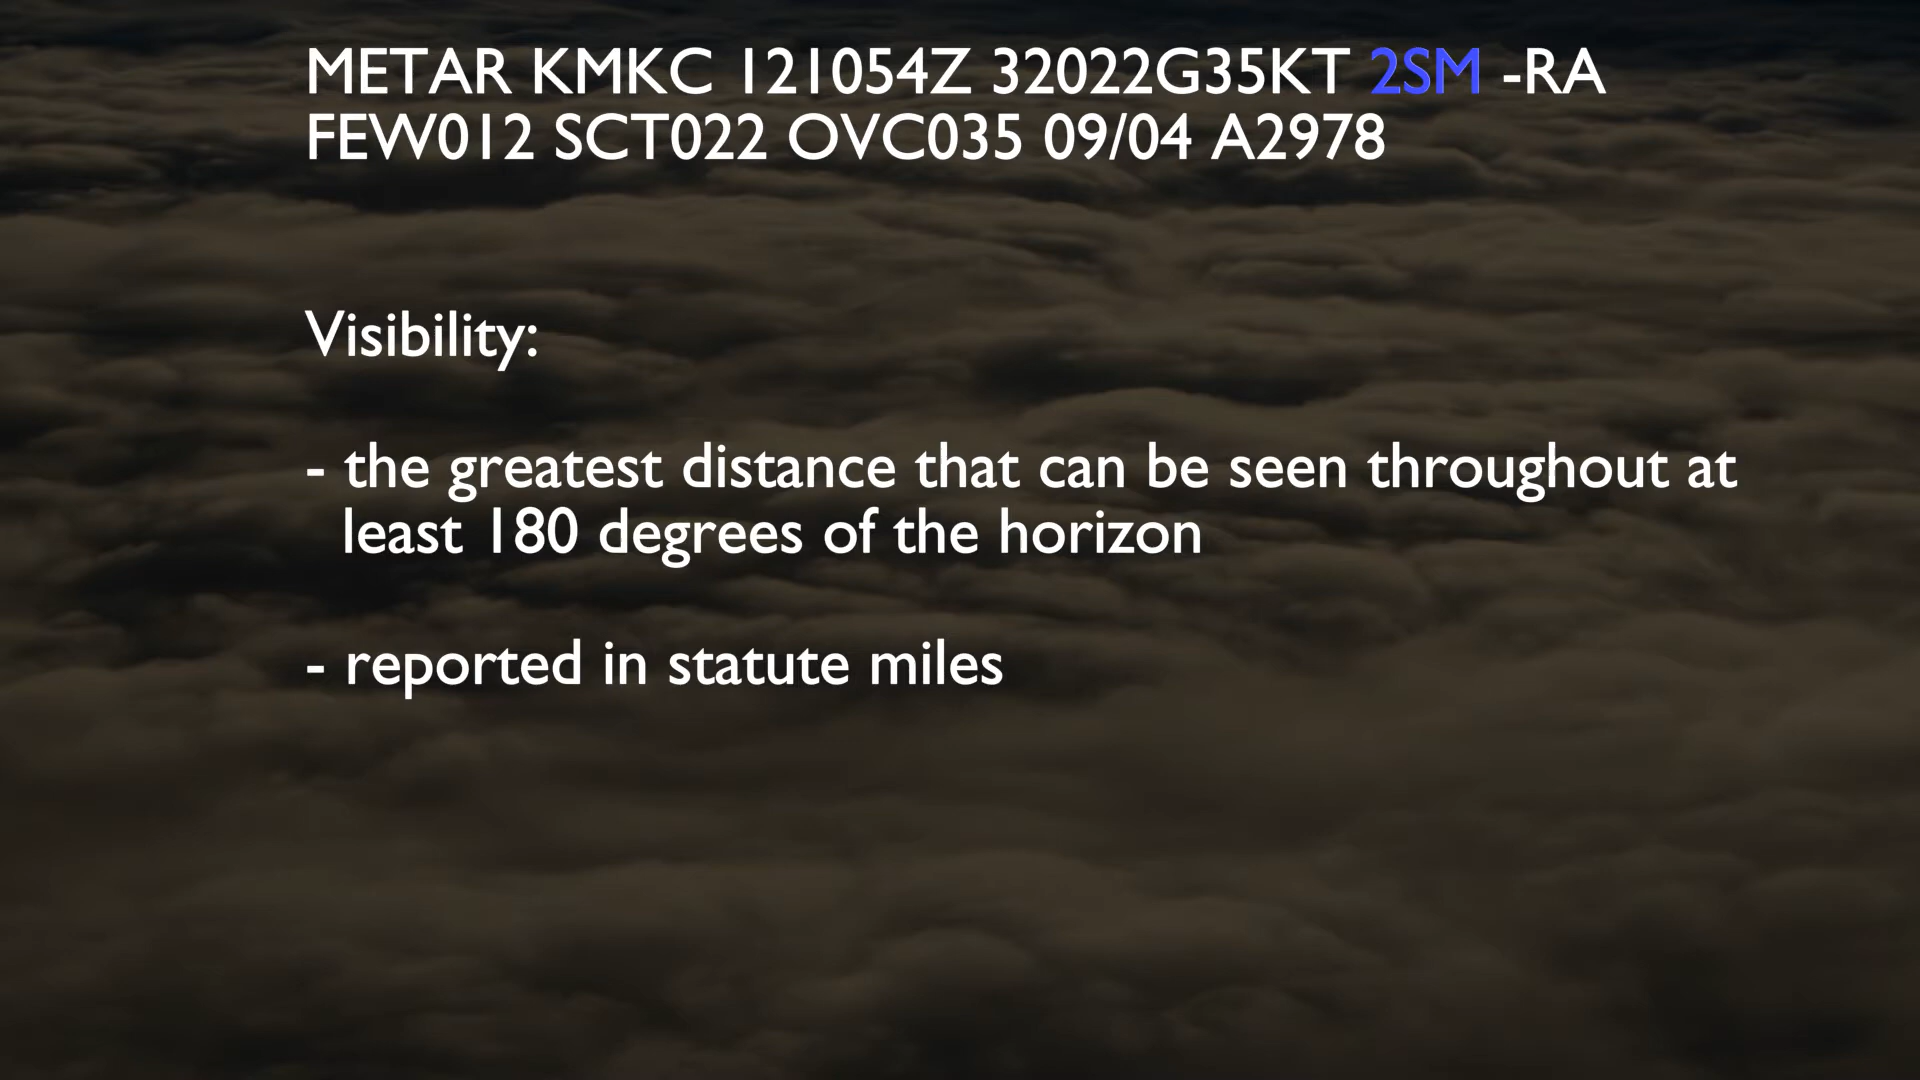 METAR KMKC 121054Z 32022G35KT 2SM -RA
FEW012 SCT022 OVC035 09/04 A2978
Visibility:
- the greatest distance that can be seen throughout at
least 180 degrees of the horizon
- reported in statute miles